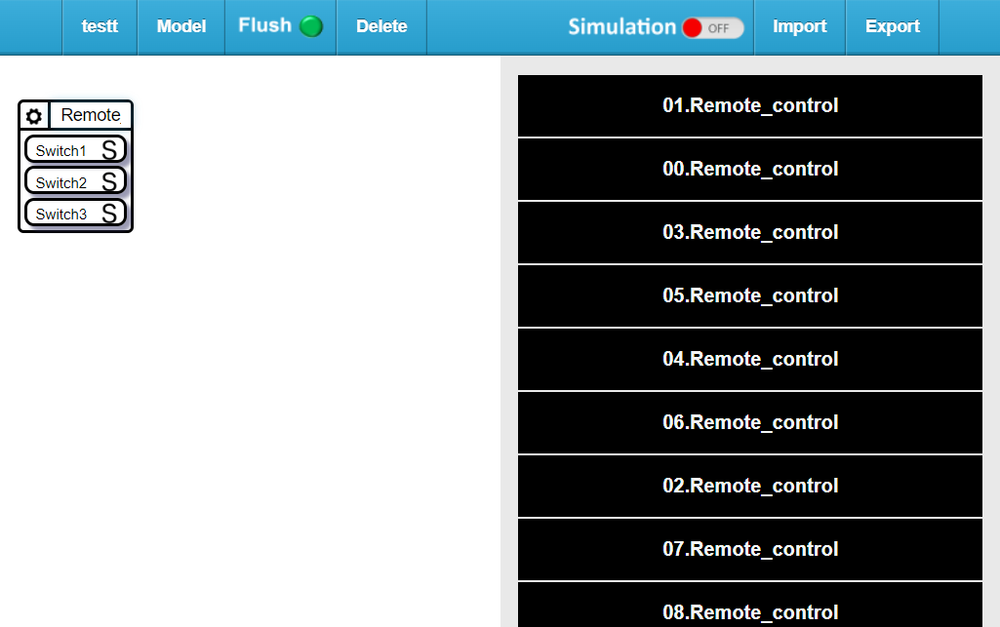 testt Model Flush Delete Simulation OFF Import Export
Remote
Switch1 S
Switch2 S
Switch3 S
01.Remote_control
00.Remote_control
03.Remote_control
05.Remote_control
04.Remote_control
06.Remote_control
02.Remote_control
07.Remote_control
08.Remote_control